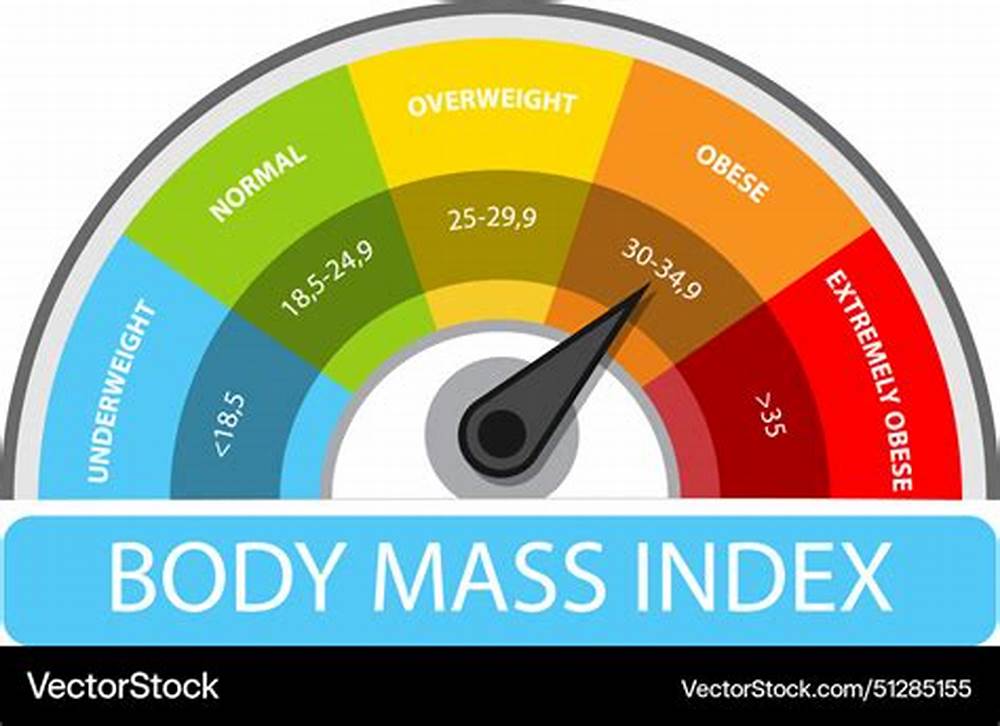 UNDERWEIGHT
<18,5
NORMAL
18,5-24,9
OVERWEIGHT
25-29,9
OBESE
30-34,9
EXTREMELY OBESE
>35
BODY MASS INDEX
VectorStock
VectorStock.com/51285155